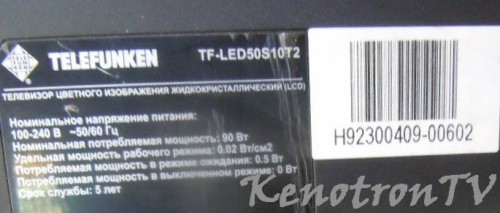 TELEFUNKEN
TF-LED50S10T2
ТЕЛЕВИЗОР ЦВЕТНОГО ИЗОБРАЖЕНИЯ ЖИДКОКРИСТАЛЛИЧЕСКИЙ (LCD)
Номинальное напряжение питания:
100-240 В ~50/60 Гц
Номинальная потребляемая мощность: 90 Вт
Удельная мощность рабочего режима: 0.02 Вт/см2
Потребляемая мощность в режиме ожидания: 0.5 Вт
Потребляемая мощность в выключенном режиме: 0 Вт
Срок службы: 5 лет
H92300409-00602
KenotronTV